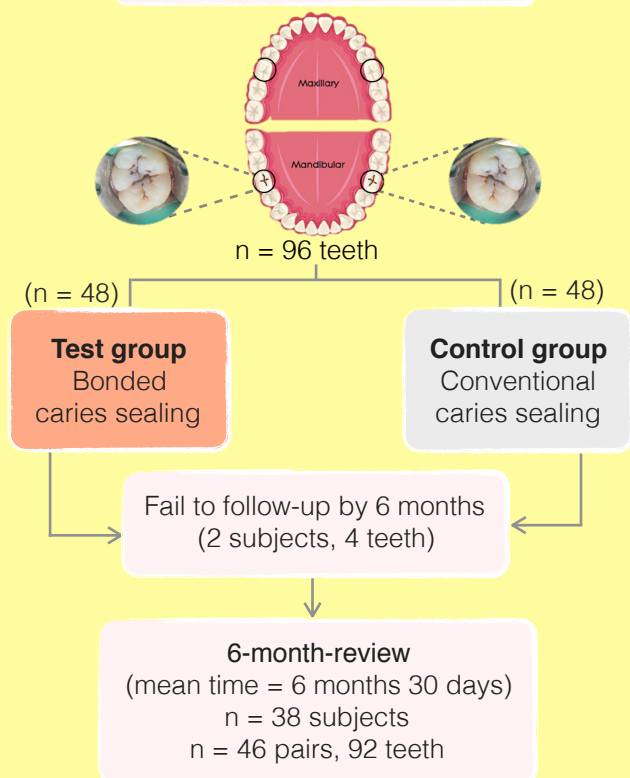 Maxillary
Mandibular
n = 96 teeth
(n = 48)
(n = 48)
Test group
Bonded
caries sealing
Control group
Conventional
caries sealing
Fail to follow-up by 6 months
(2 subjects, 4 teeth)
6-month-review
(mean time = 6 months 30 days)
n = 38 subjects
n = 46 pairs, 92 teeth